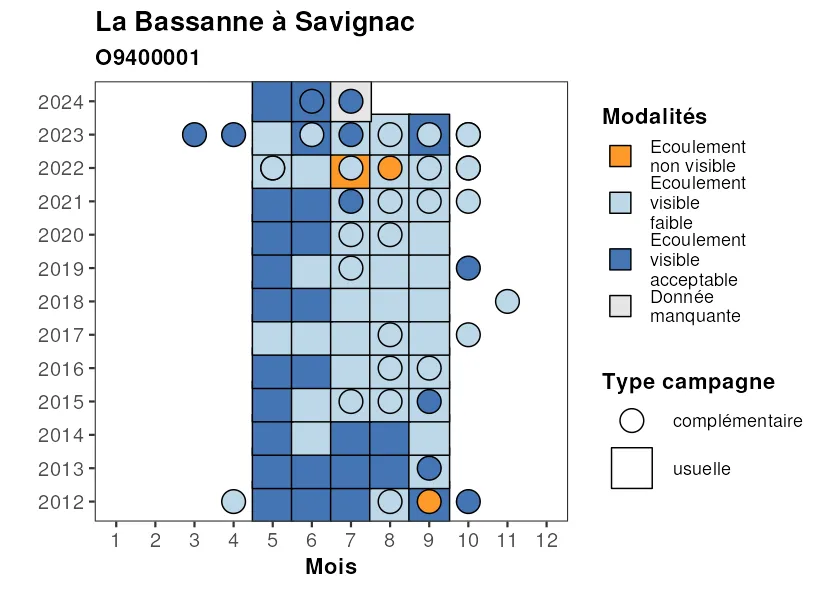 La Bassanne à Savignac
O9400001
2024
2023
2022
2021
2020
2019
2018
2017
2016
2015
2014
2013
2012
1 2 3 4 5 6 7 8 9 10 11 12
Mois
Modalités
Ecoulement
non visible
Ecoulement
visible
faible
Ecoulement
visible
acceptable
Donnée
manquante
Type campagne
complémentaire
usuelle